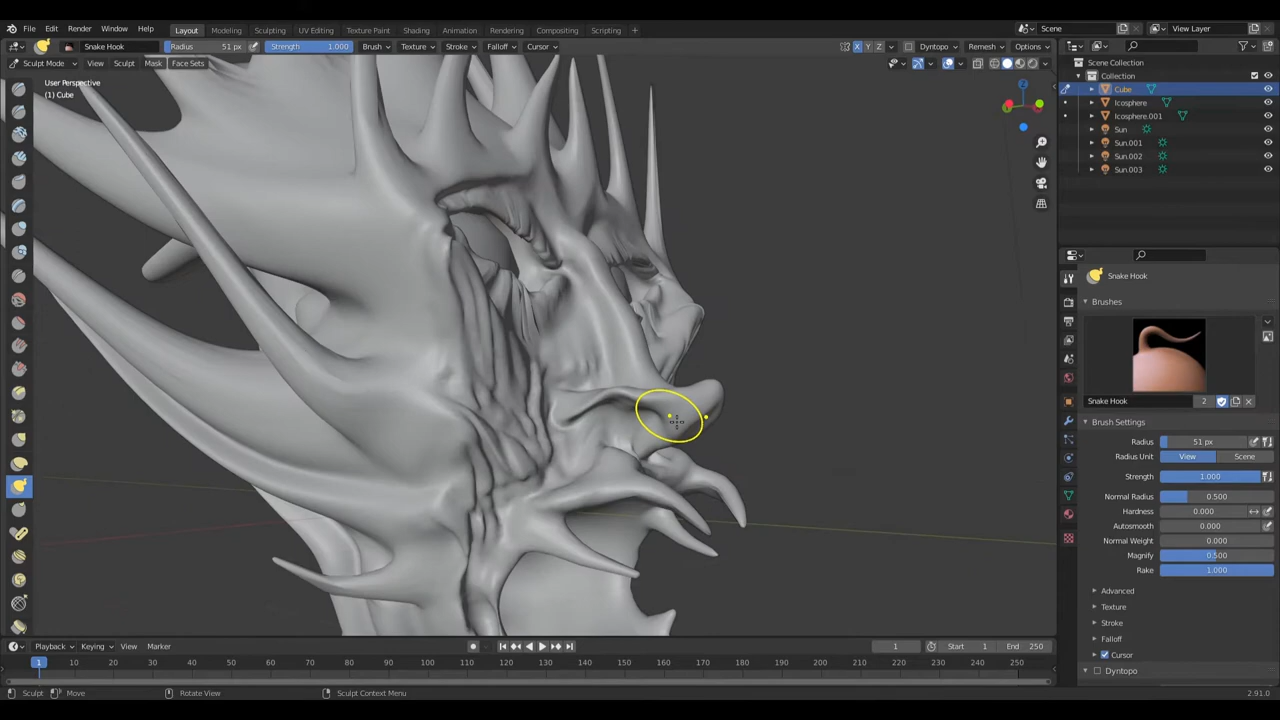 File Edit Render Window Help Layout Modeling Sculpting UV Editing Texture Paint Shading Animation Rendering Compositing Scripting + Scene View Layer
Snake Hook Radius 51 px Strength 1.000 Brush Texture Stroke Falloff Cursor X Y Z Dyntopo Remesh Options
Sculpt Mode View Sculpt Mask Face Sets
User Perspective
(1) Cube
Z
Scene Collection
Collection
Cube
Icosphere
Icosphere.001
Sun
Sun.001
Sun.002
Sun.003
Snake Hook
Brushes
Snake Hook 2
Brush Settings
Radius 51 px
Radius Unit View Scene
Strength 1.000
Normal Radius 0.500
Hardness 0.000
Autosmooth 0.000
Normal Weight 0.000
Magnify 0.500
Rake 1.000
Advanced
Texture
Stroke
Falloff
Cursor
Dyntopo
Playback Keying View Marker 1 Start 1 End 250
1 10 20 30 40 50 60 70 80 90 100 110 120 130 140 150 160 170 180 190 200 210 220 230 240 250
Sculpt Move Rotate View Sculpt Context Menu 2.91.0